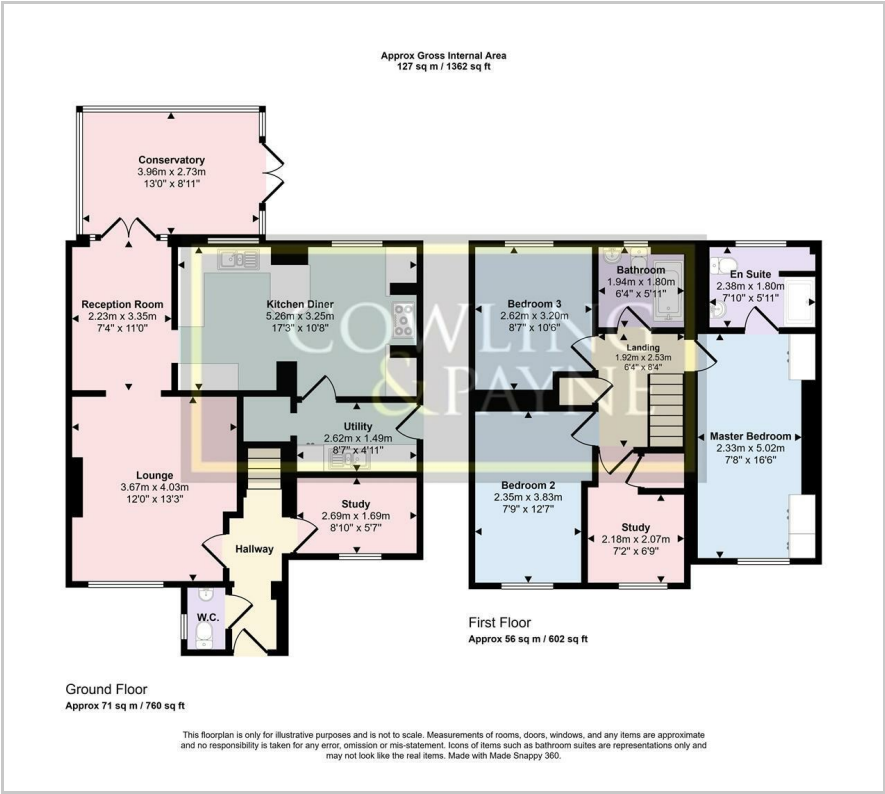 Approx Gross Internal Area
127 sq m / 1362 sq ft
Conservatory
3.96m x 2.73m
13'0" x 8'11"
Reception Room
2.23m x 3.35m
7'4" x 11'0"
Kitchen Diner
5.26m x 3.25m
17'3" x 10'8"
Utility
2.62m x 1.49m
8'7" x 4'11"
Lounge
3.67m x 4.03m
12'0" x 13'3"
Study
2.69m x 1.69m
8'10" x 5'7"
Hallway
W.C.
Ground Floor
Approx 71 sq m / 760 sq ft
Bedroom 3
2.62m x 3.20m
8'7" x 10'6"
Bathroom
1.94m x 1.80m
6'4" x 5'11"
En Suite
2.38m x 1.80m
7'10" x 5'11"
Landing
1.92m x 2.53m
6'4" x 8'4"
Master Bedroom
2.33m x 5.02m
7'8" x 16'6"
Bedroom 2
2.35m x 3.83m
7'9" x 12'7"
Study
2.18m x 2.07m
7'2" x 6'9"
First Floor
Approx 56 sq m / 602 sq ft
COWLING
&PAYNE
This floorplan is only for illustrative purposes and is not to scale. Measurements of rooms, doors, windows, and any items are approximate
and no responsibility is taken for any error, omission or mis-statement. Icons of items such as bathroom suites are representations only and
may not look like the real items. Made with Made Snappy 360.